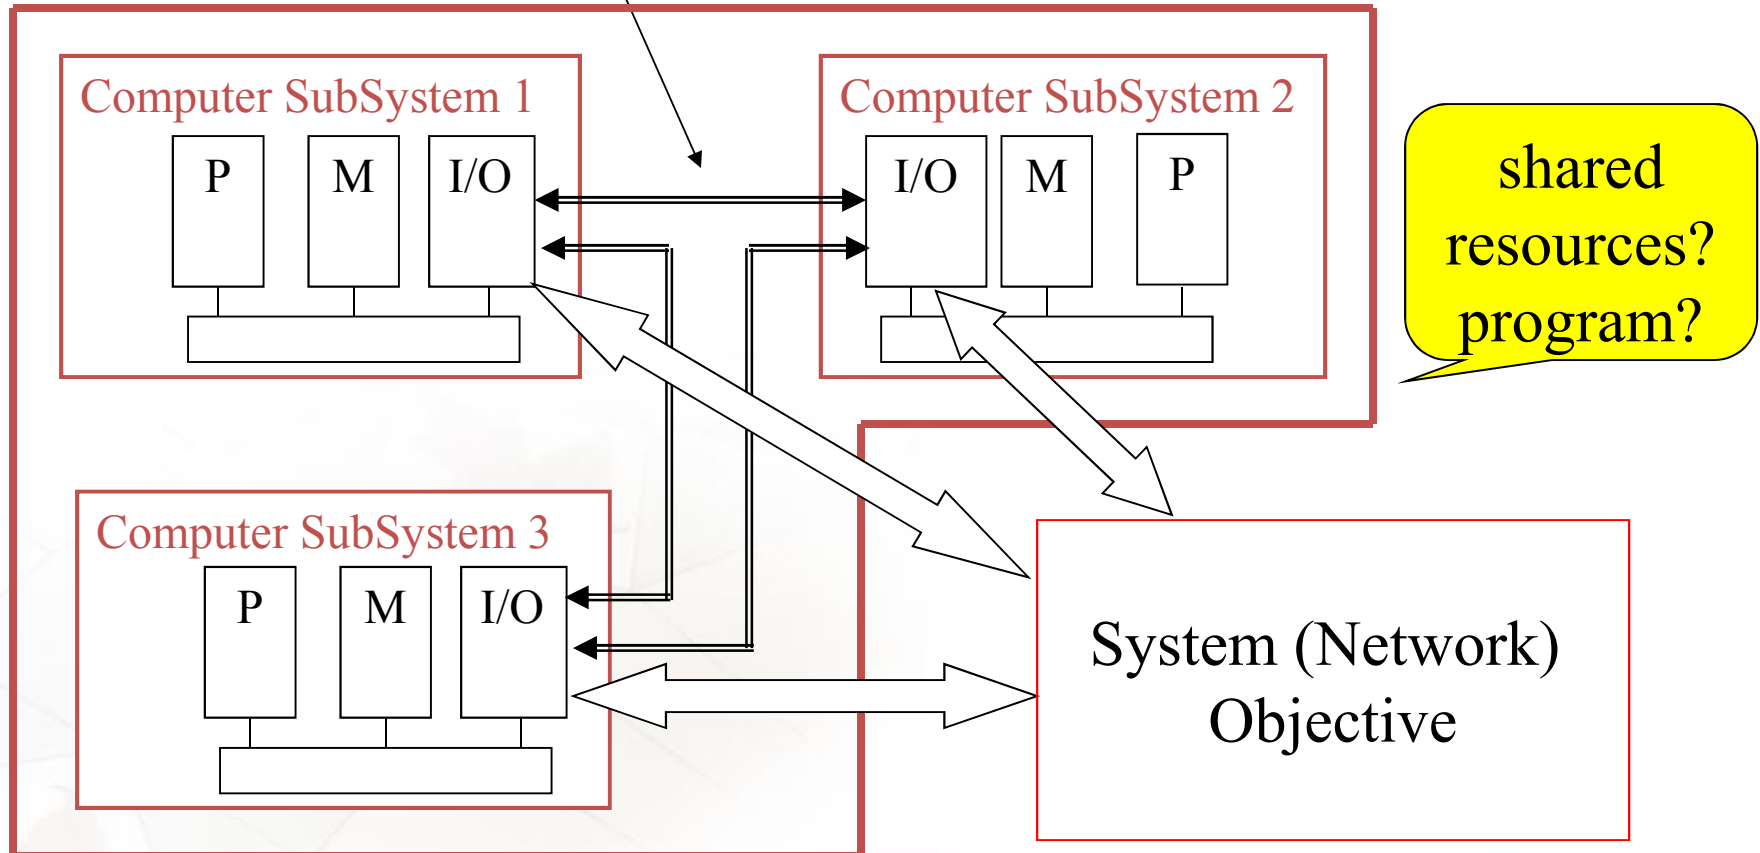 Computer SubSystem 1
P
M
I/O
Computer SubSystem 2
I/O
M
P
shared
resources?
program?
Computer SubSystem 3
P
M
I/O
System (Network)
Objective